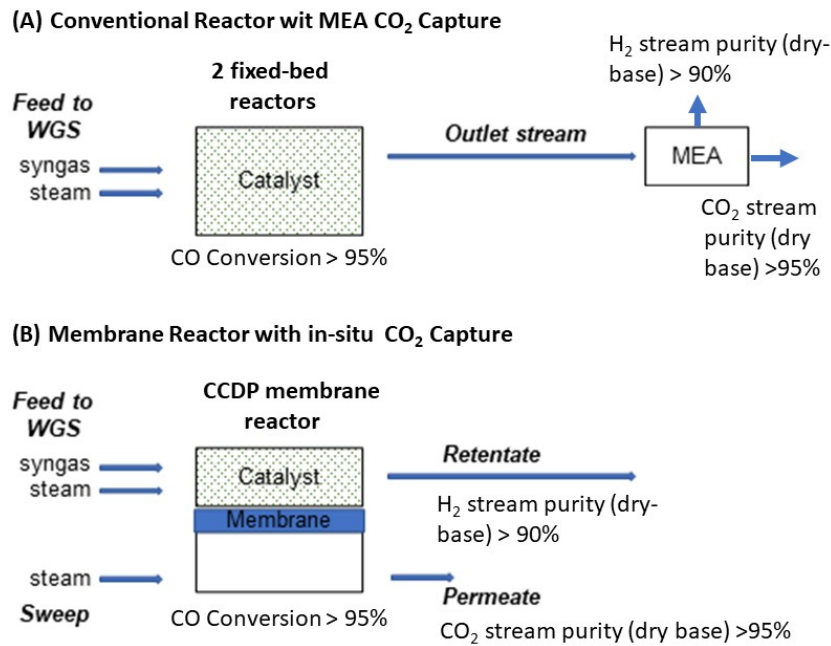 (A) Conventional Reactor wit MEA CO₂ Capture
H₂ stream purity (dry-
base) > 90%
2 fixed-bed
reactors
Feed to
WGS
syngas
steam
Catalyst
Outlet stream
MEA
CO₂ stream
purity (dry
base) >95%
CO Conversion > 95%
(B) Membrane Reactor with in-situ CO₂ Capture
CCDP membrane
reactor
Feed to
WGS
syngas
steam
Catalyst
Membrane
Retentate
H₂ stream purity (dry-
base) > 90%
steam
Sweep
CO Conversion > 95%
Permeate
CO₂ stream purity (dry base) >95%